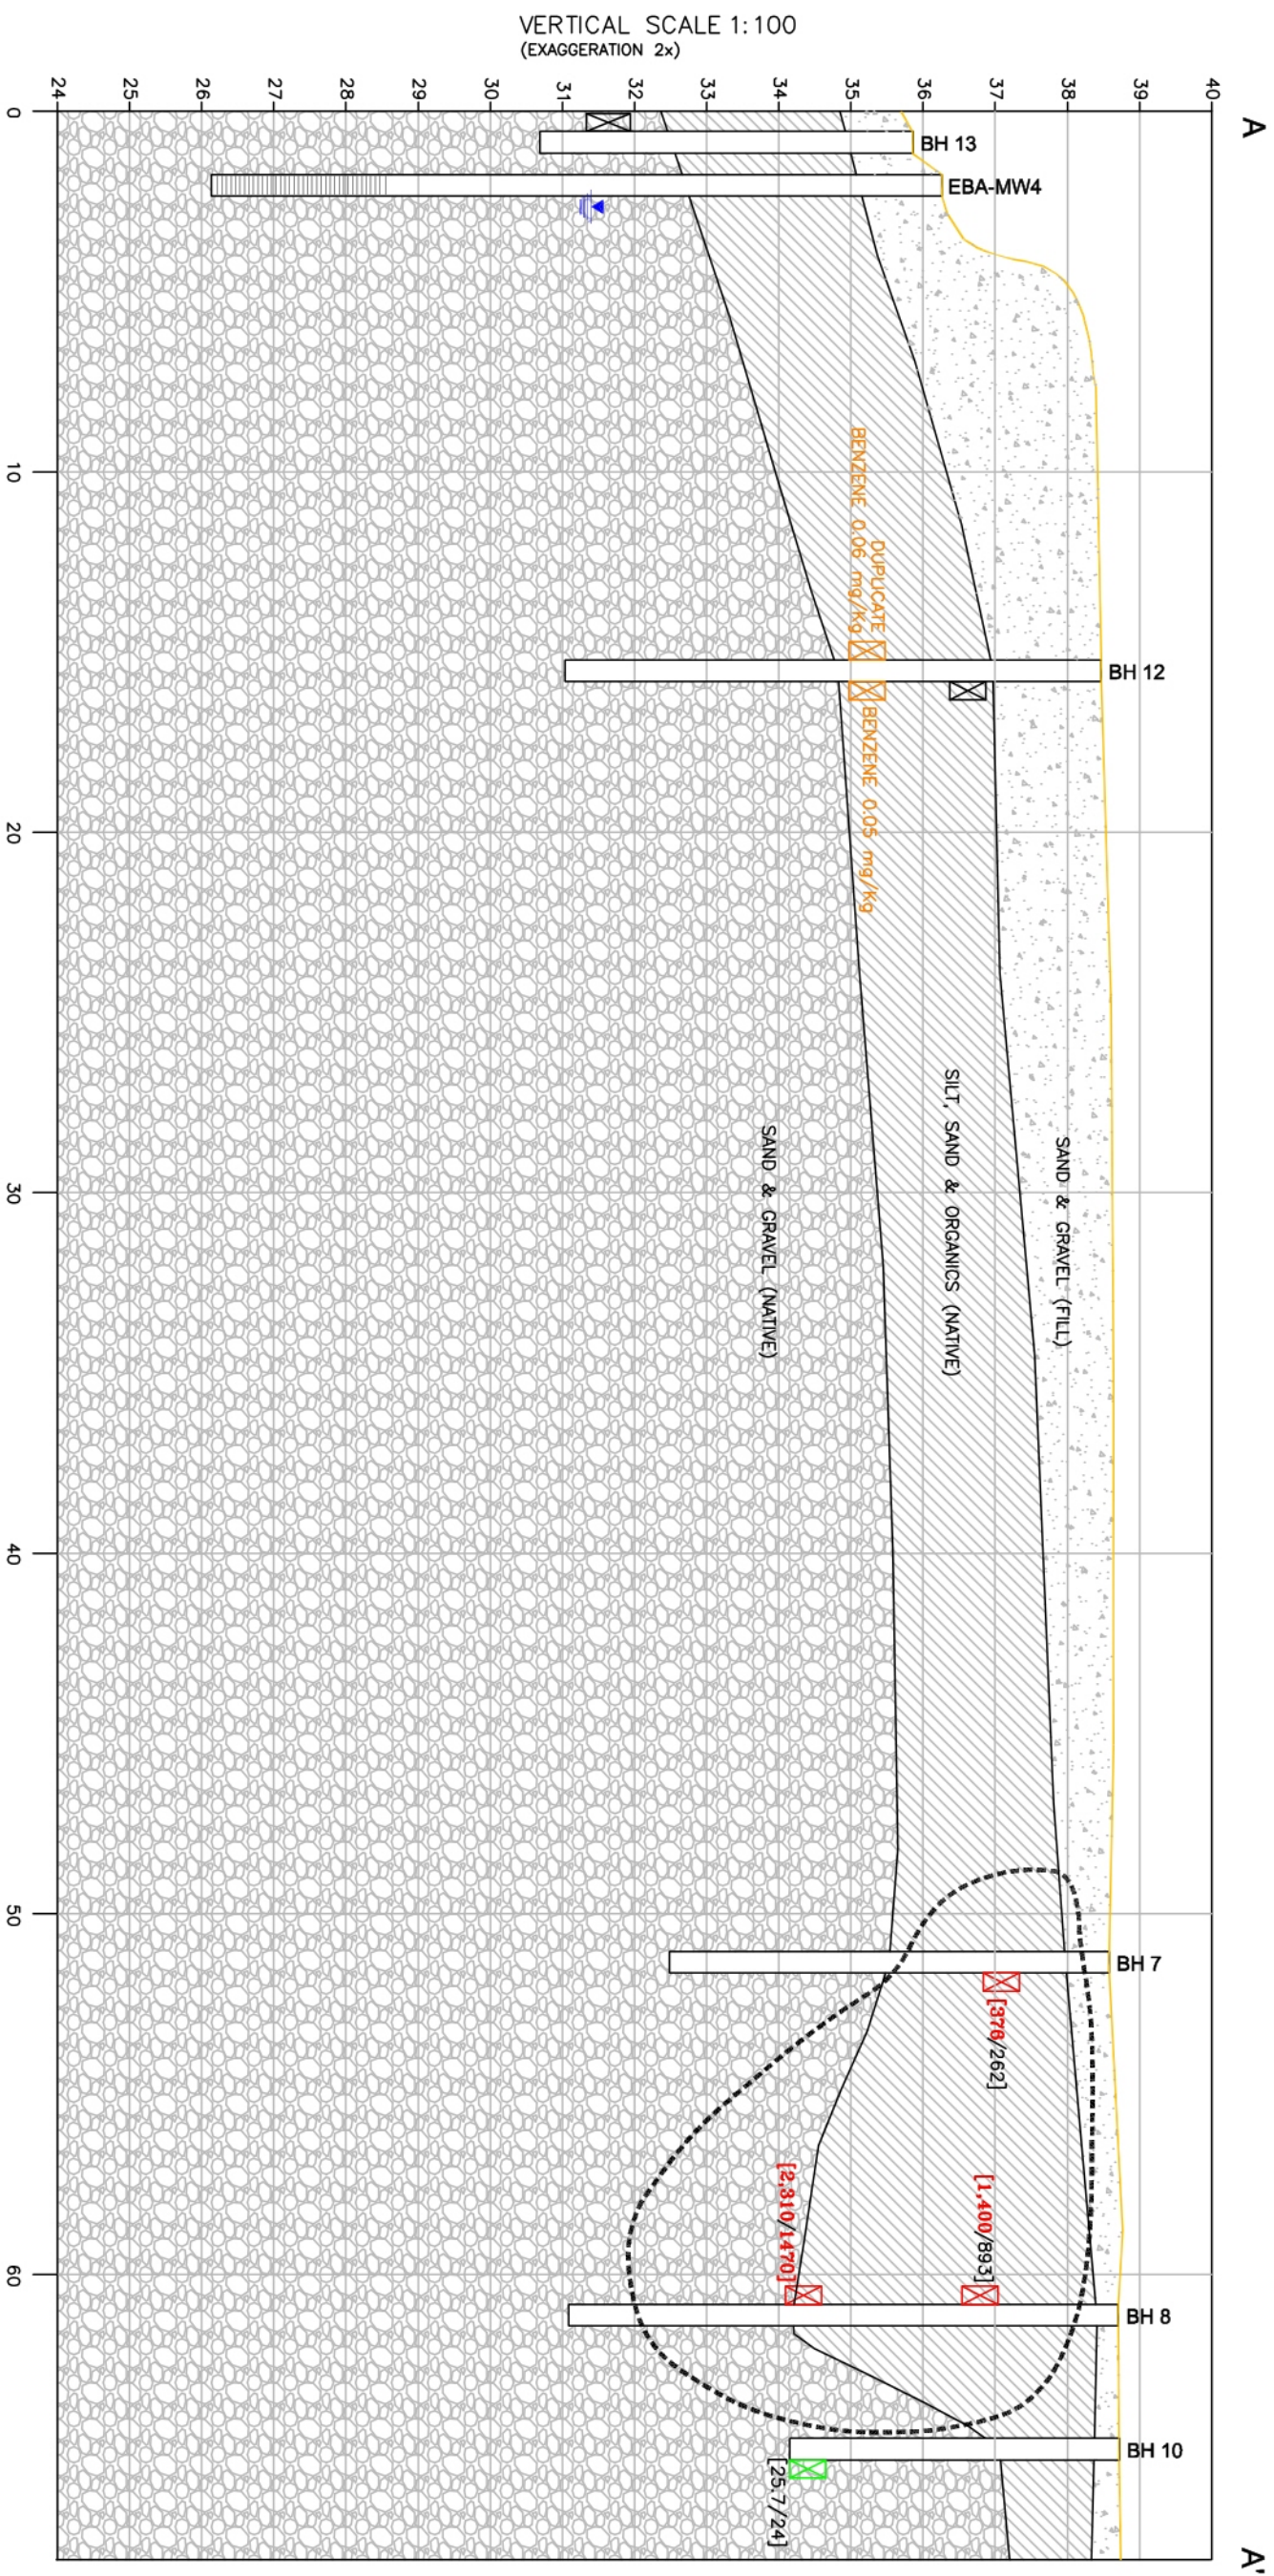 A
A'
VERTICAL SCALE 1:100
(EXAGGERATION 2x)
40
39
38
37
36
35
34
33
32
31
30
29
28
27
26
25
24
BH 13
EBA-MW4
BH 12
BH 7
BH 8
BH 10
DUPLICATE
BENZENE 0.06 mg/Kg
BENZENE 0.05 mg/Kg
SAND & GRAVEL (FILL)
SILT, SAND & ORGANICS (NATIVE)
SAND & GRAVEL (NATIVE)
[376/262]
[1,400/893]
[2,310/1470]
[25.7/24]
0
10
20
30
40
50
60